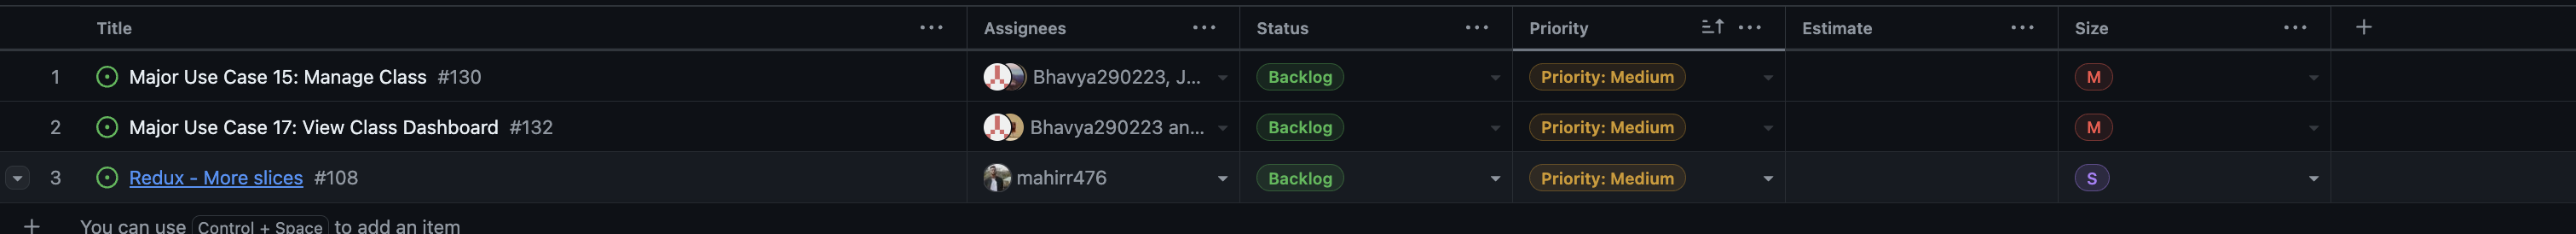 Title ... Assignees ... Status ... Priority ... Estimate ... Size ... +
1 Major Use Case 15: Manage Class #130 Bhavya290223, J... Backlog Priority: Medium M
2 Major Use Case 17: View Class Dashboard #132 Bhavya290223 an... Backlog Priority: Medium M
3 Redux - More slices #108 mahirr476 Backlog Priority: Medium S
+ You can use Control + Space to add an item